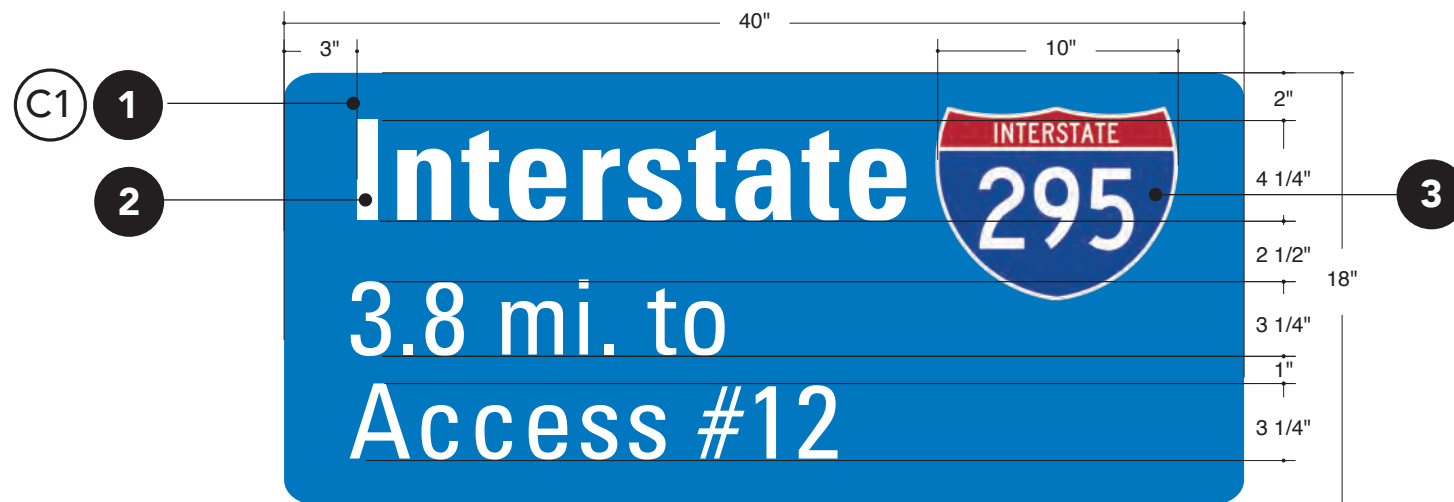 40"
3"
10"
C1 1
2"
INTERSTATE
Interstate
295
4 1/4"
2
3
2 1/2"
18"
3.8 mi. to
3 1/4"
1"
Access #12
3 1/4"